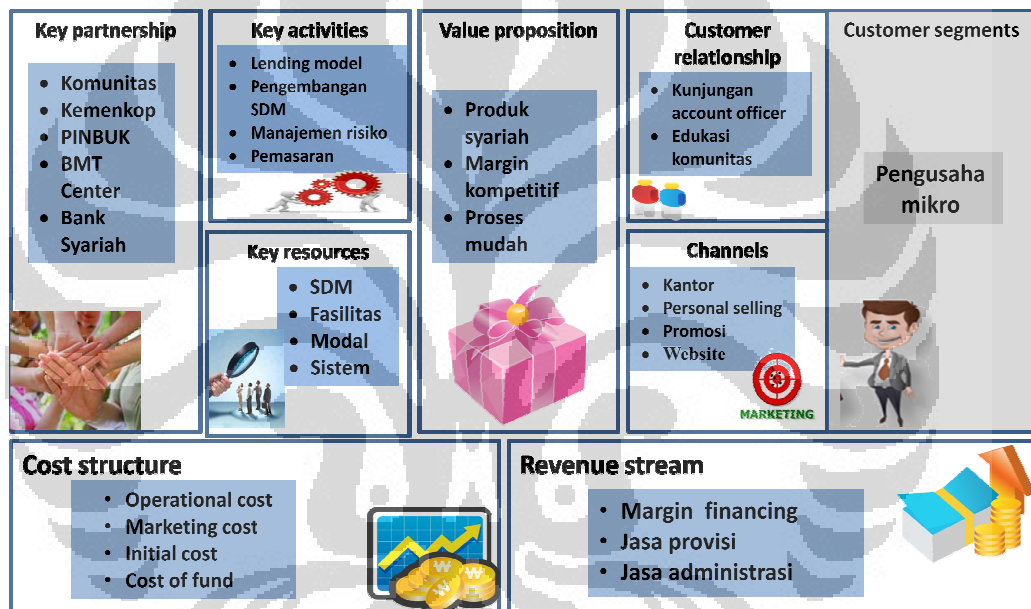 Key partnership
• Komunitas
• Kemenkop
• PINBUK
• BMT
Center
• Bank
Syariah
Key activities
• Lending model
• Pengembangan
SDM
• Manajemen risiko
• Pemasaran
Key resources
• SDM
• Fasilitas
• Modal
• Sistem
Value proposition
• Produk
syariah
• Margin
kompetitif
• Proses
mudah
Customer
relationship
• Kunjungan
account officer
• Edukasi
komunitas
Channels
• Kantor
• Personal selling
• Promosi
• Website
MARKETING
Customer segments
Pengusaha
mikro
Cost structure
• Operational cost
• Marketing cost
• Initial cost
• Cost of fund
Revenue stream
• Margin financing
• Jasa provisi
• Jasa administrasi